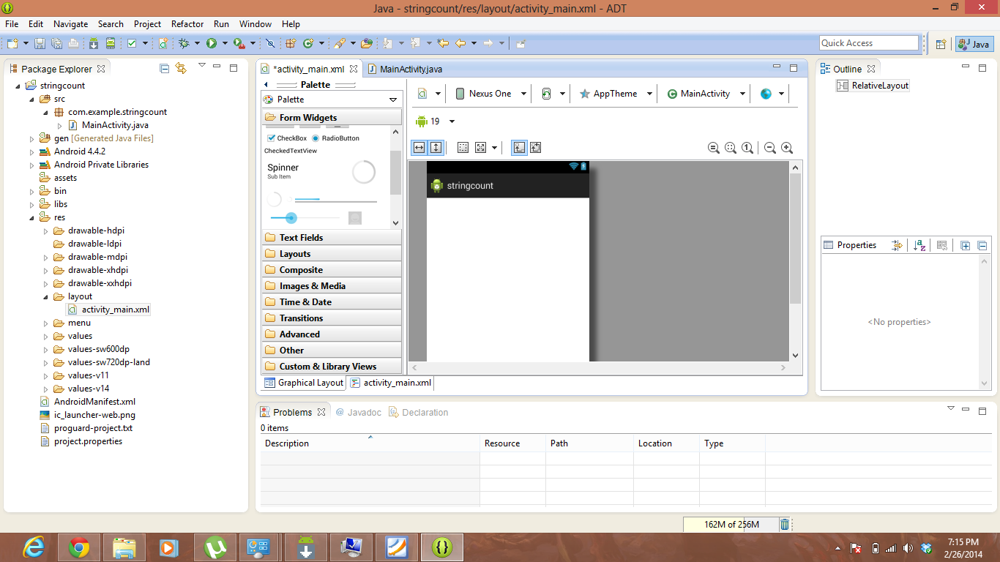 Java - stringcount/res/layout/activity_main.xml - ADT
File Edit Navigate Search Project Refactor Run Window Help
Quick Access
Java
Package Explorer
stringcount
src
com.example.stringcount
MainActivity.java
gen [Generated Java Files]
Android 4.4.2
Android Private Libraries
assets
bin
libs
res
drawable-hdpi
drawable-ldpi
drawable-mdpi
drawable-xhdpi
drawable-xxhdpi
layout
activity_main.xml
menu
values
values-sw600dp
values-sw720dp-land
values-v11
values-v14
AndroidManifest.xml
ic_launcher-web.png
proguard-project.txt
project.properties
*activity_main.xml
MainActivity.java
Palette
Palette
Form Widgets
CheckBox RadioButton
CheckedTextView
Spinner
Sub Item
Text Fields
Layouts
Composite
Images & Media
Time & Date
Transitions
Advanced
Other
Custom & Library Views
Nexus One
AppTheme
MainActivity
19
stringcount
Graphical Layout
activity_main.xml
Outline
RelativeLayout
Properties
<No properties>
Problems
Javadoc
Declaration
0 items
Description Resource Path Location Type
162M of 256M
7:15 PM
2/26/2014